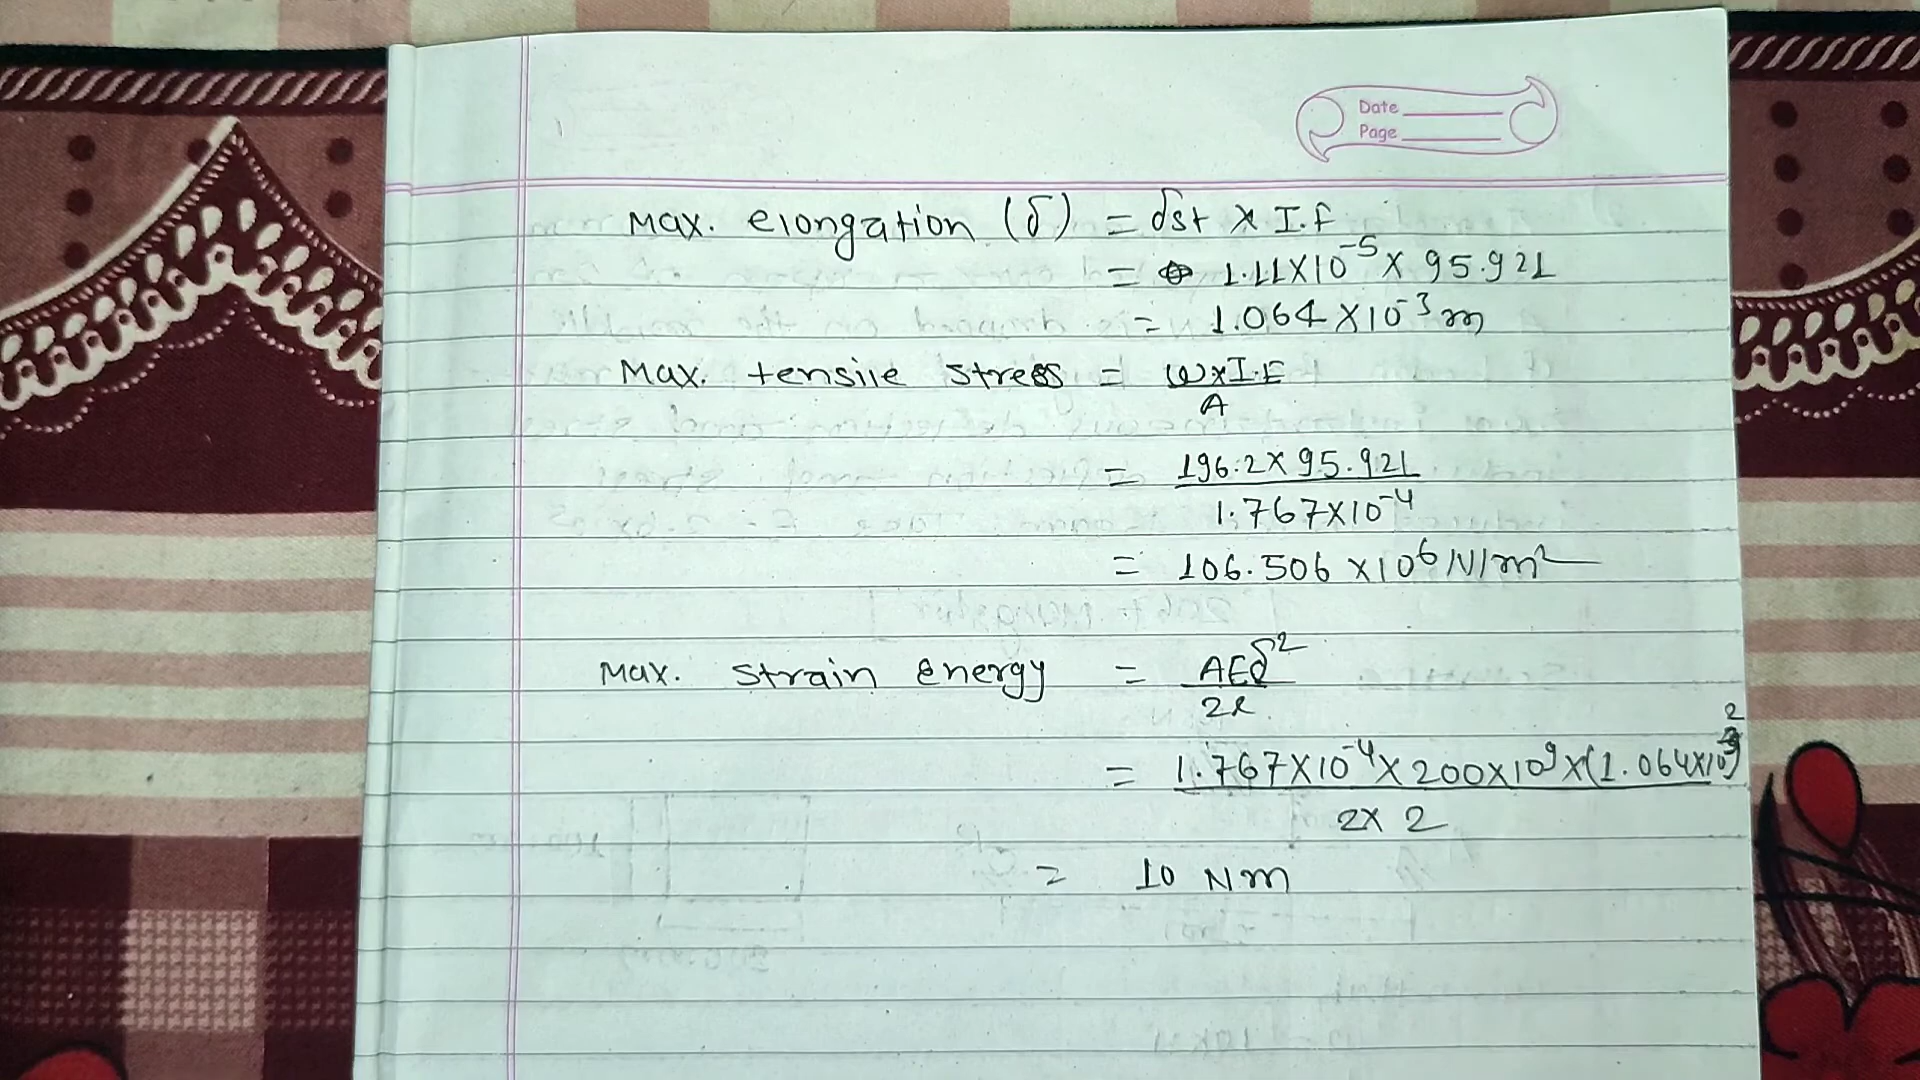 Date
Page
Max. elongation (δ) = δst × I.F
= 1.11×10⁻⁵ × 95.921
= 1.064×10⁻³ m
Max. tensile stress = W×I.F
A
= 196.2×95.921
1.767×10⁻⁴
= 106.506 ×10⁶ N/m²
Max. strain energy = AEδ²
2l
= 1.767×10⁻⁴×200×10⁹×(1.064×10⁻³)²
2×2
= 10 Nm